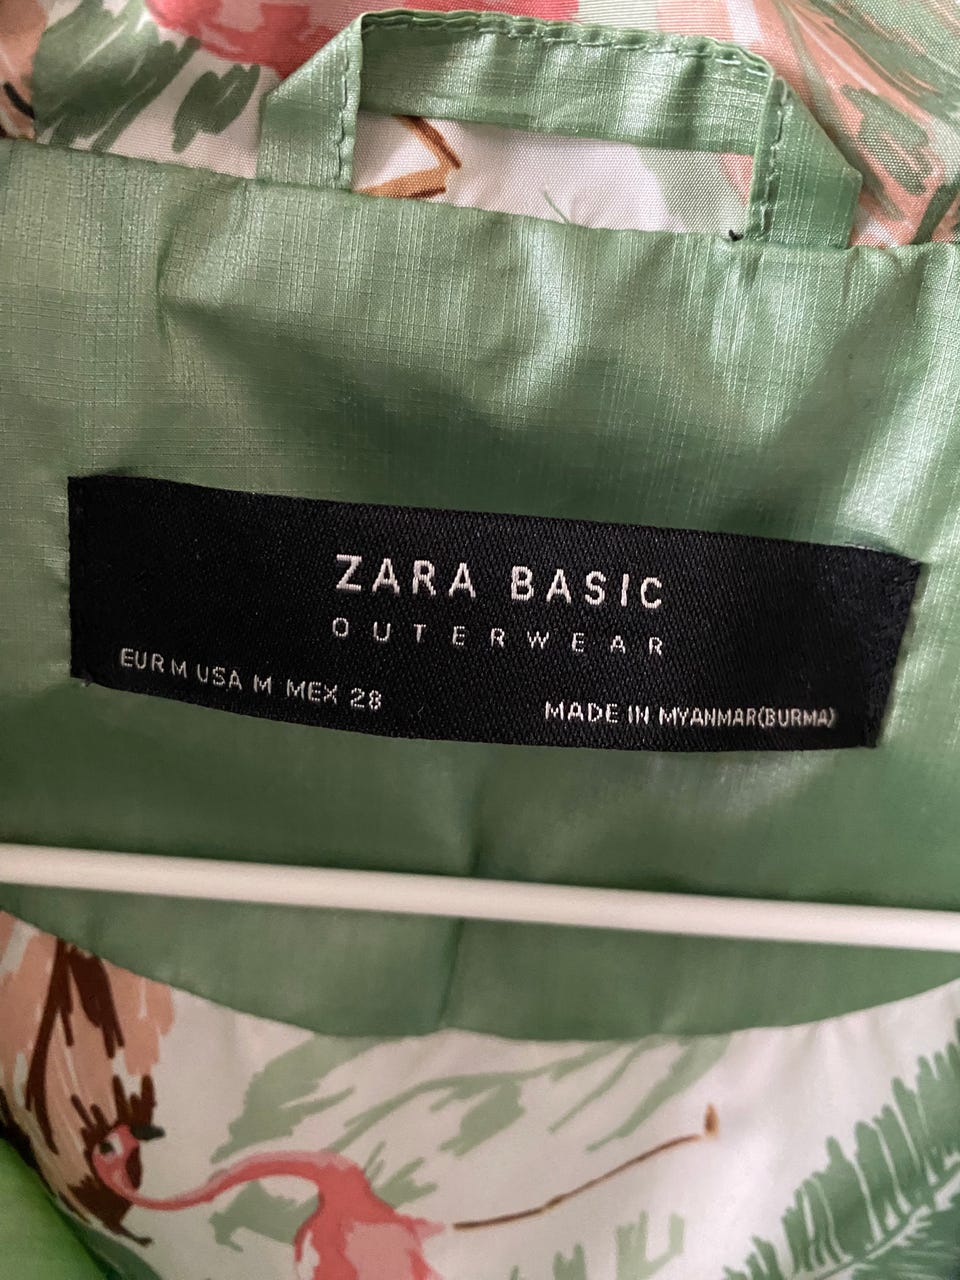 ZARA BASIC
OUTERWEAR
EUR M USA M MEX 28
MADE IN MYANMAR(BURMA)